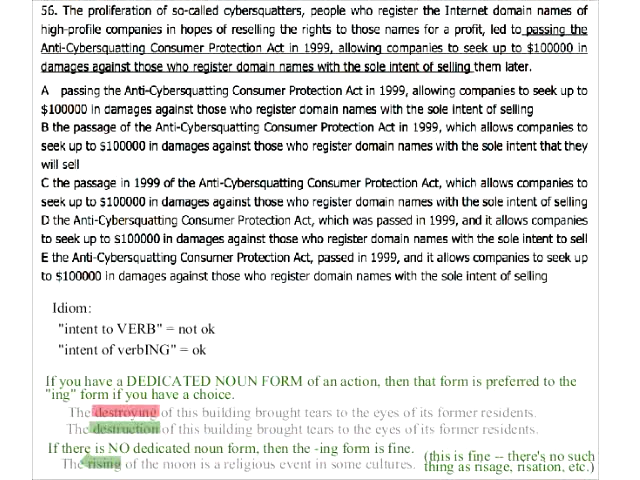 56. The proliferation of so-called cybersquatters, people who register the Internet domain names of
high-profile companies in hopes of reselling the rights to those names for a profit, led to passing the
Anti-Cybersquatting Consumer Protection Act in 1999, allowing companies to seek up to $100000 in
damages against those who register domain names with the sole intent of selling them later.
A passing the Anti-Cybersquatting Consumer Protection Act in 1999, allowing companies to seek up to
$100000 in damages against those who register domain names with the sole intent of selling
B the passage of the Anti-Cybersquatting Consumer Protection Act in 1999, which allows companies to
seek up to $100000 in damages against those who register domain names with the sole intent that they
will sell
C the passage in 1999 of the Anti-Cybersquatting Consumer Protection Act, which allows companies to
seek up to $100000 in damages against those who register domain names with the sole intent of selling
D the Anti-Cybersquatting Consumer Protection Act, which was passed in 1999, and it allows companies
to seek up to $100000 in damages against those who register domain names with the sole intent to sell
E the Anti-Cybersquatting Consumer Protection Act, passed in 1999, and it allows companies to seek up
to $100000 in damages against those who register domain names with the sole intent of selling
Idiom:
"intent to VERB" = not ok
"intent of verbING" = ok
If you have a DEDICATED NOUN FORM of an action, then that form is preferred to the
"ing" form if you have a choice.
The destroying of this building brought tears to the eyes of its former residents.
The destruction of this building brought tears to the eyes of its former residents.
If there is NO dedicated noun form, then the -ing form is fine.
The rising of the moon is a religious event in some cultures.
(this is fine -- there's no such
thing as risage, risation, etc.)